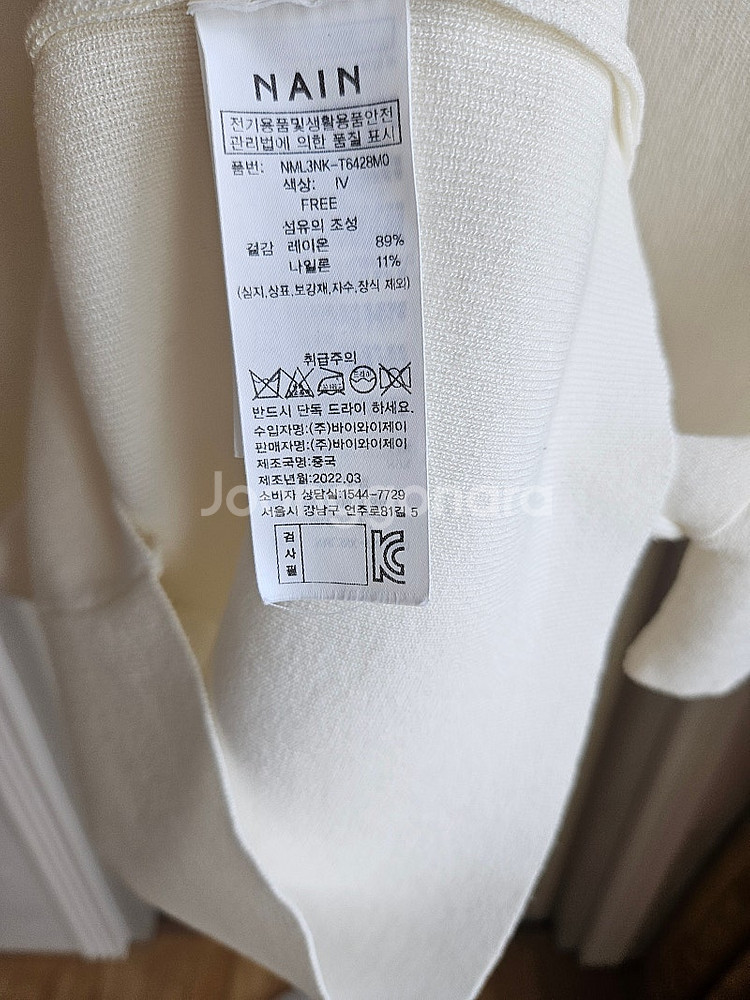 NAIN
전기용품및생활용품안전
관리법에 의한 품질 표시
품번: NML3NK-T6428M0
색상: IV
FREE
섬유의 조성
겉감 레이온 89%
나일론 11%
(심지,상표,보강재,자수,장식 제외)
취급주의
드라이
반드시 단독 드라이 하세요.
수입자명:(주)바이와이제이
판매자명:(주)바이와이제이
제조국명:중국
제조년월:2022.03
소비자 상담실:1544-7729
서울시 강남구 언주로81길 5
검사필
KC
Joonggonara